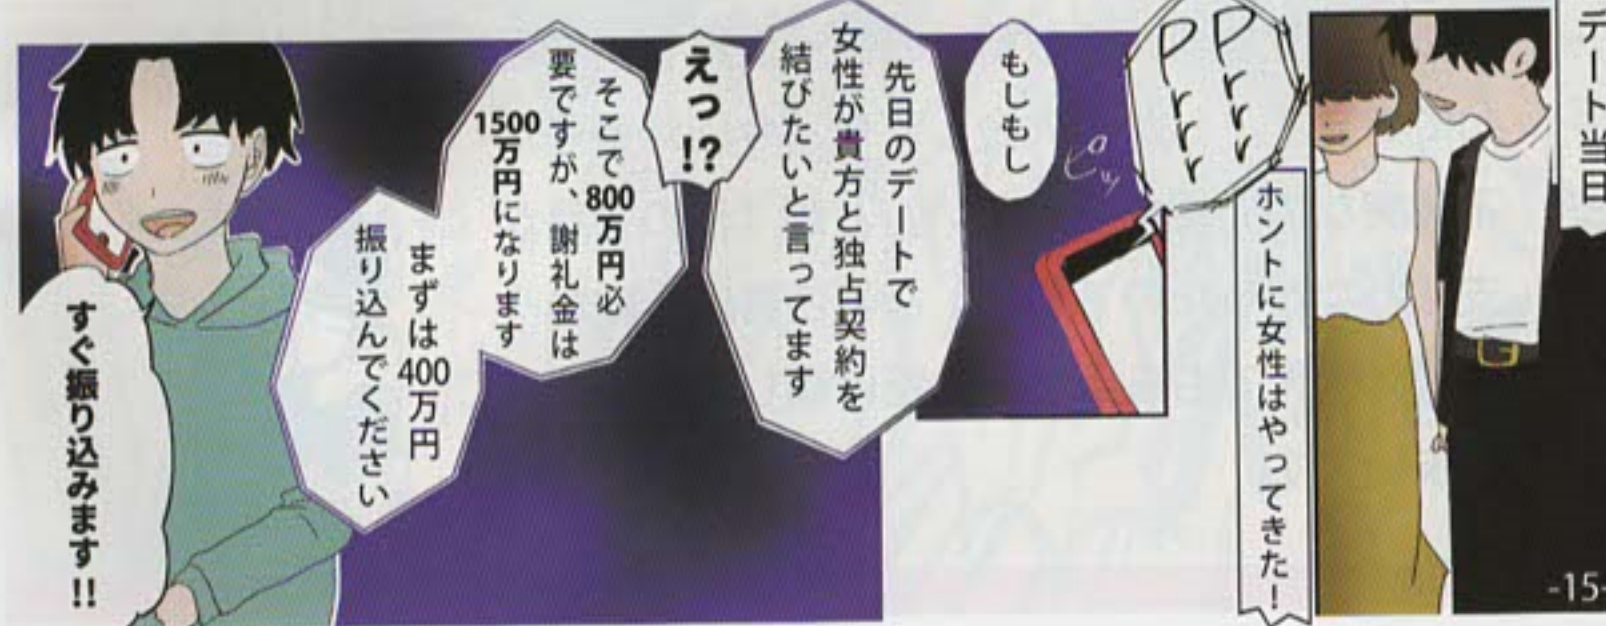 デート当日
ホントに女性はやってきた！
Prrr
Prrr
ピッ
もしもし
先日のデートで
女性が貴方と独占契約を
結びたいと言ってます
えっ!?
そこで800万円必
要ですが、謝礼金は
1500万円になります
まずは400万円
振り込んでください
すぐ振り込みます!!
-15-